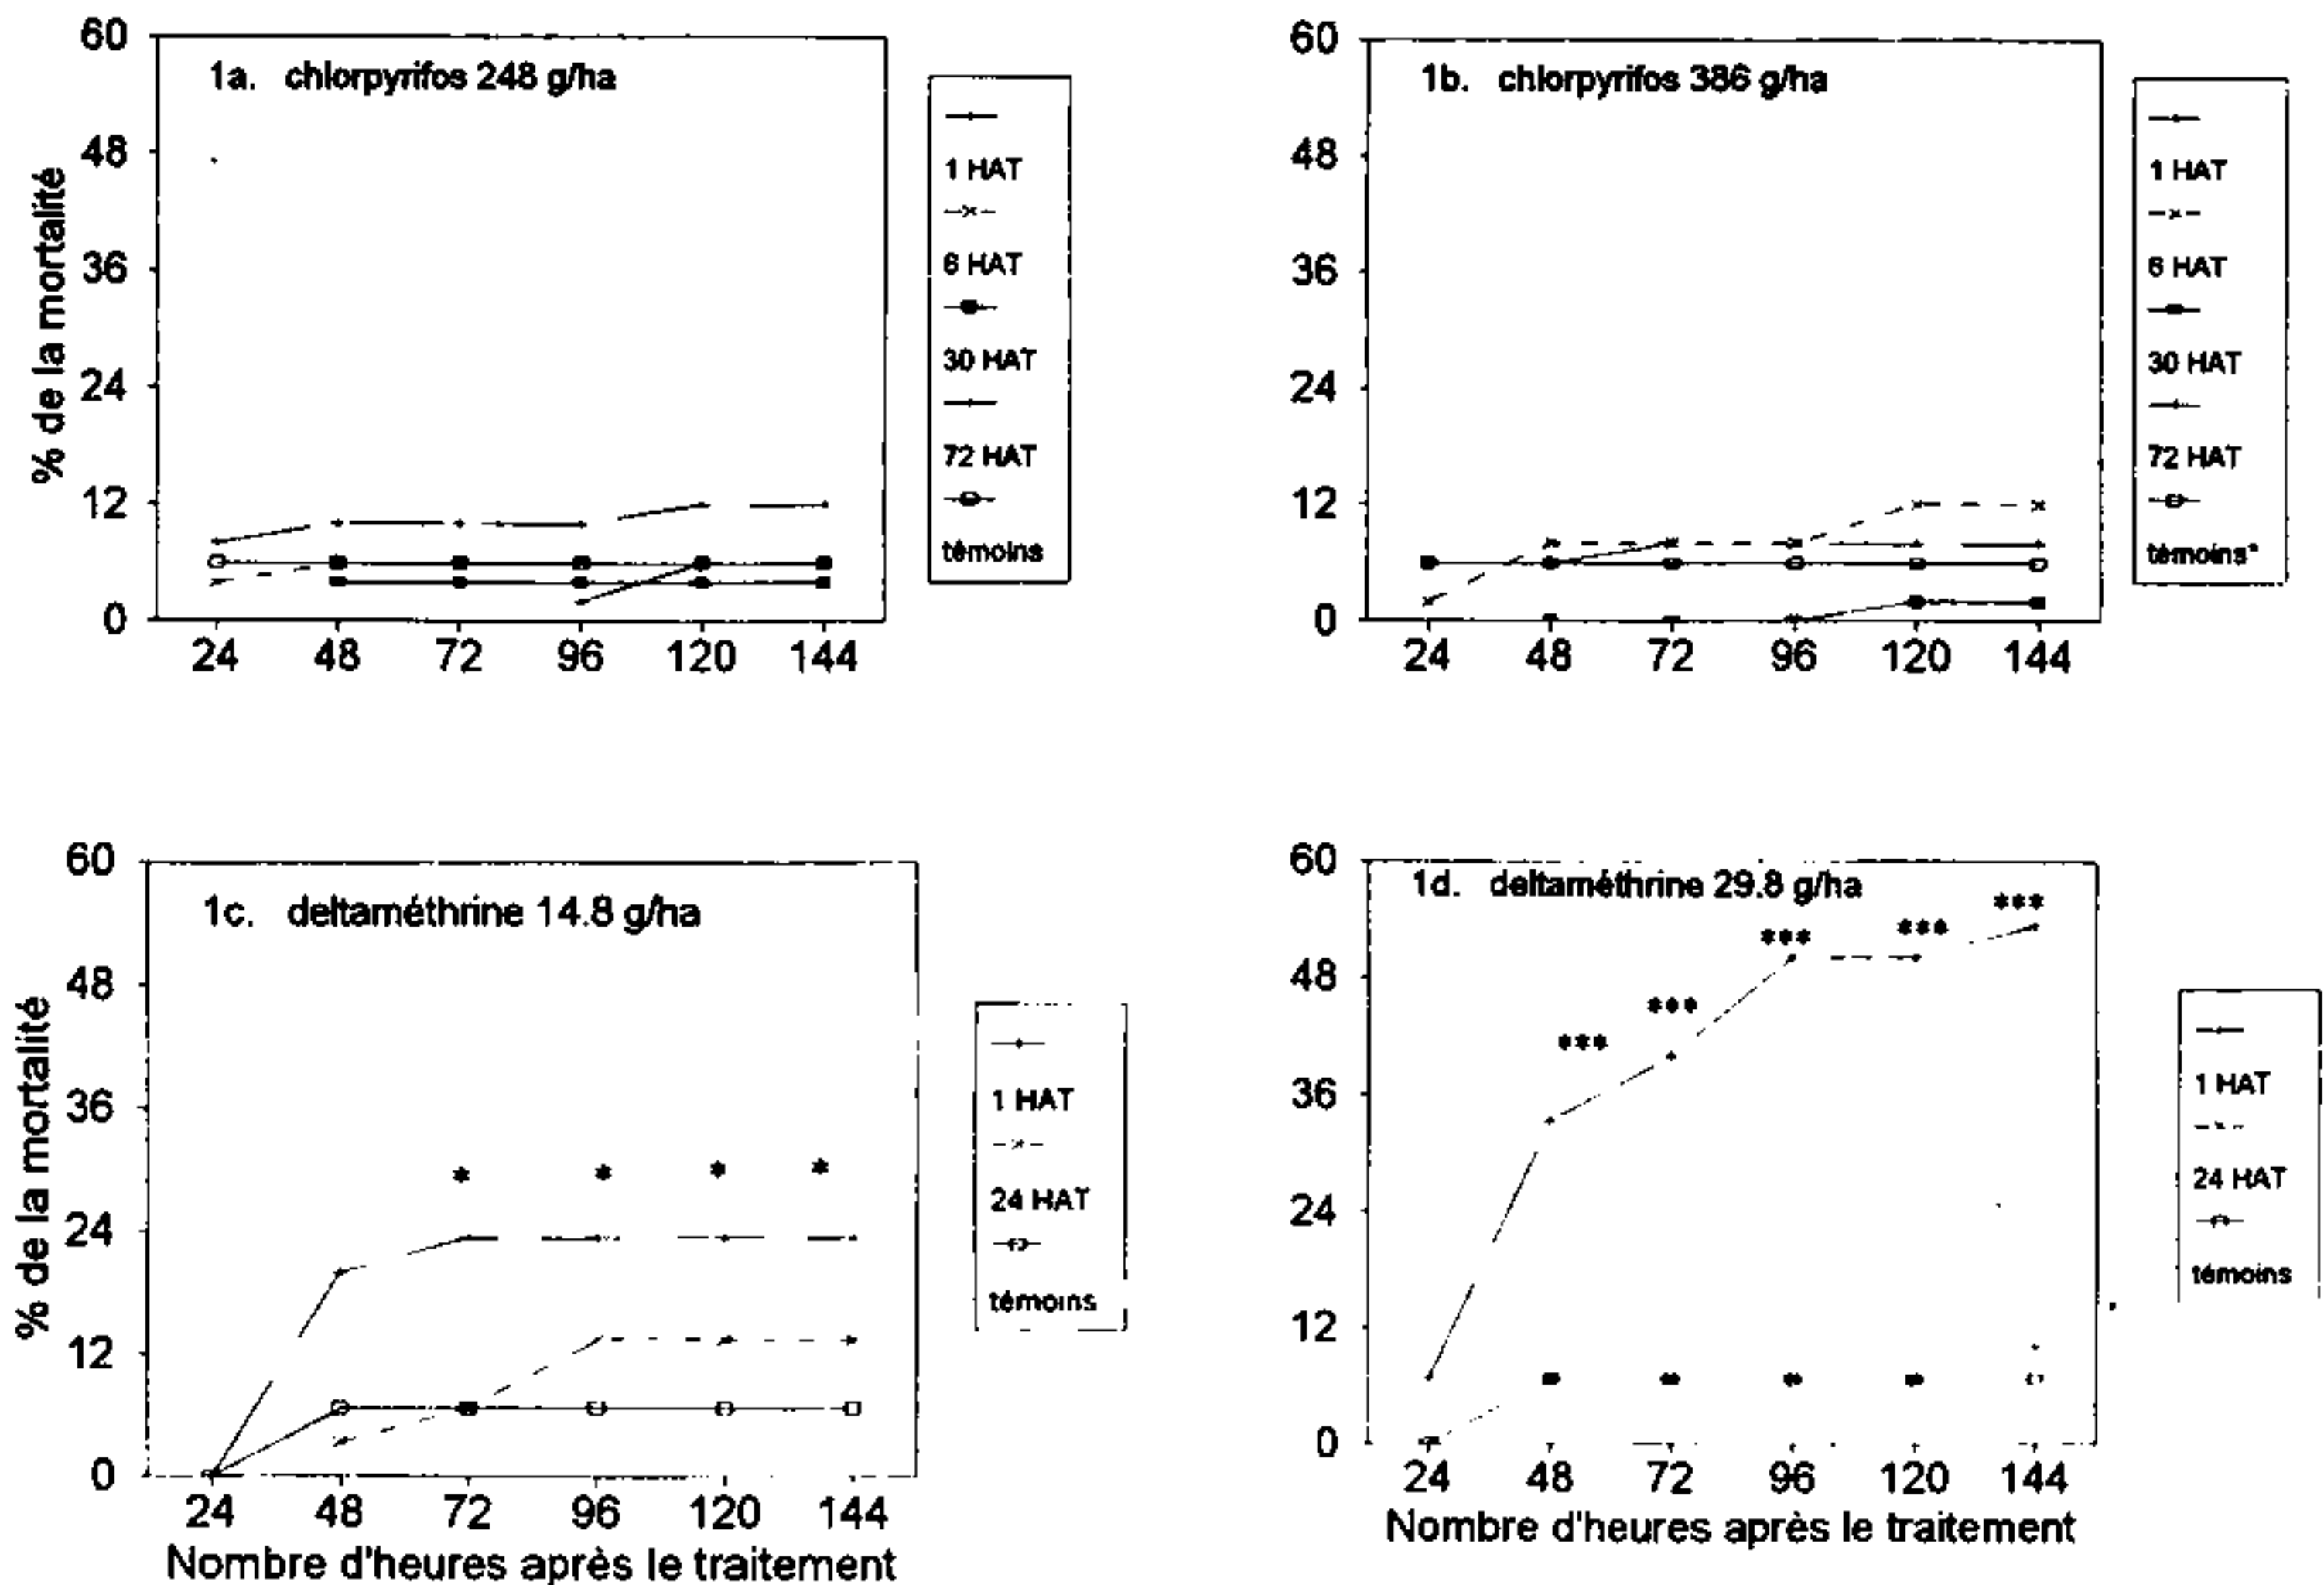 1a. chlorpyrifos 248 g/ha
% de la mortalité
60
48
36
24
12
0
24 48 72 96 120 144
1 HAT
6 HAT
30 HAT
72 HAT
témoins
1b. chlorpyrifos 386 g/ha
60
48
36
24
12
0
24 48 72 96 120 144
1 HAT
6 HAT
30 HAT
72 HAT
témoins*
1c. deltaméthrine 14.8 g/ha
% de la mortalité
60
48
36
24
12
0
* * * *
24 48 72 96 120 144
Nombre d'heures après le traitement
1 HAT
24 HAT
témoins
1d. deltaméthrine 29.8 g/ha
60
48
36
24
12
0
*** *** *** *** ***
24 48 72 96 120 144
Nombre d'heures après le traitement
1 HAT
24 HAT
témoins